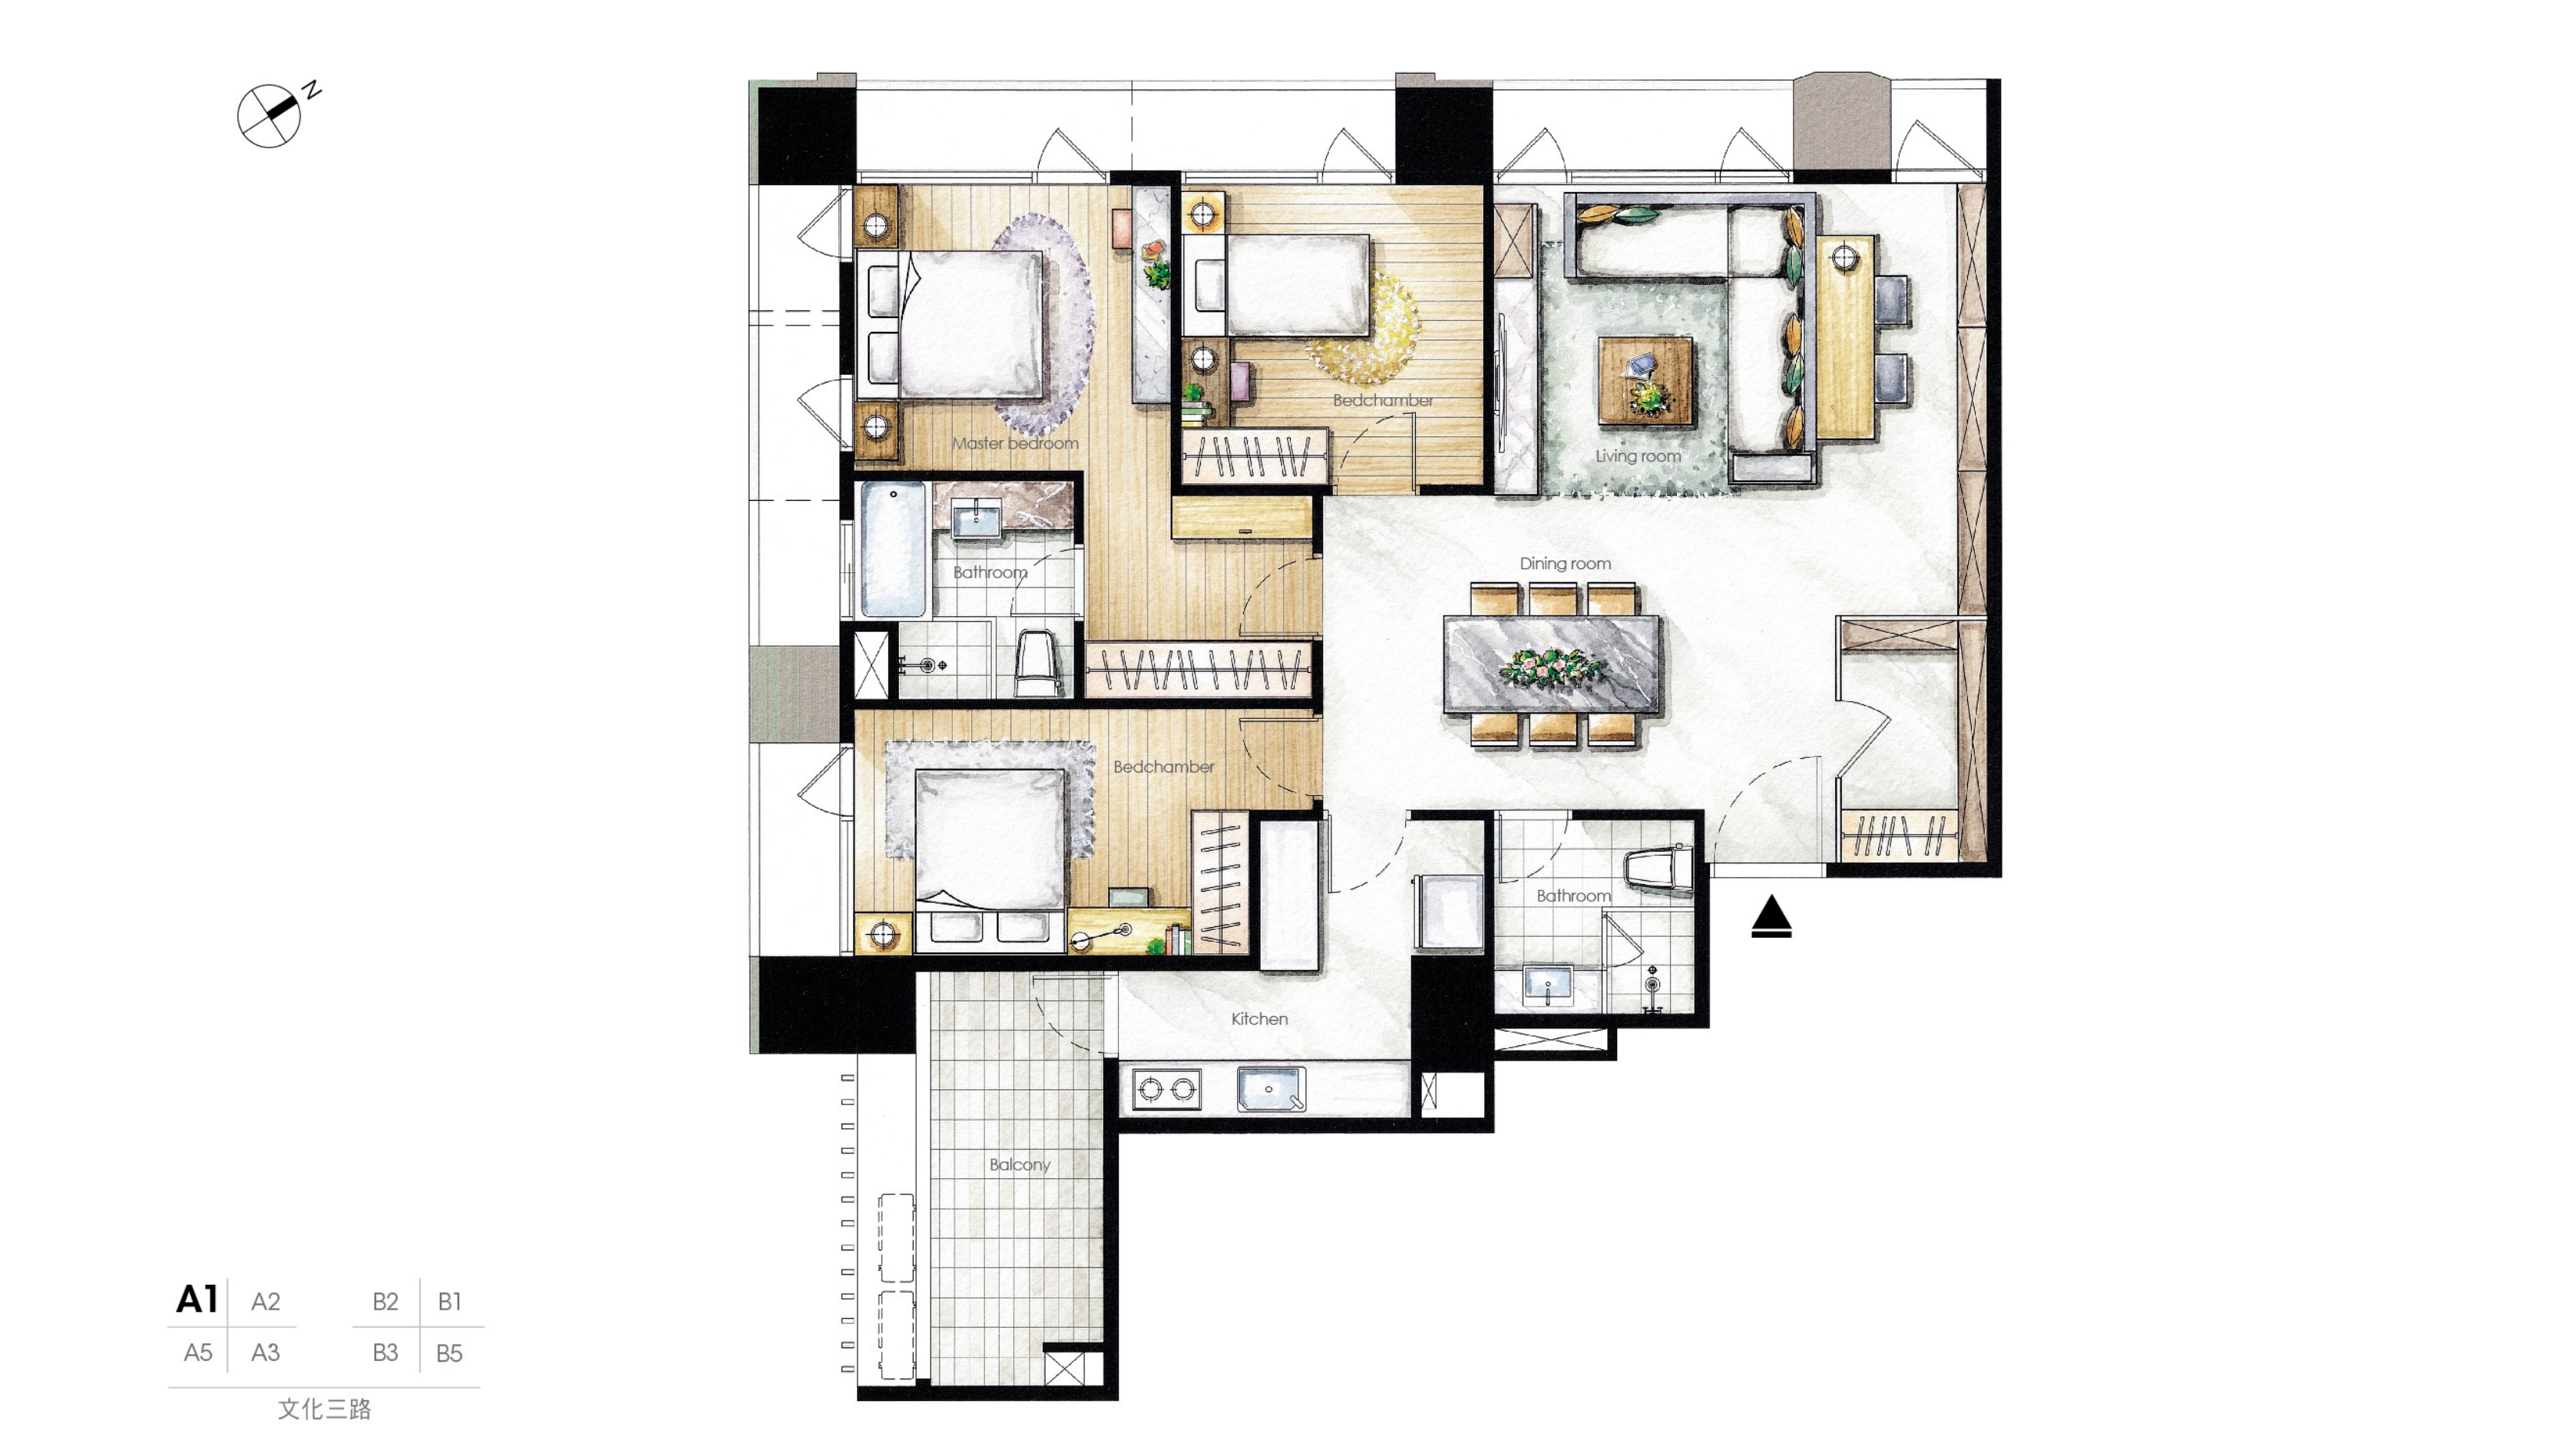 N
Master bedroom
Bedchamber
Living room
Dining room
Bathroom
Bedchamber
Bathroom
Kitchen
Balcony
A1 A2 B2 B1
A5 A3 B3 B5
文化三路